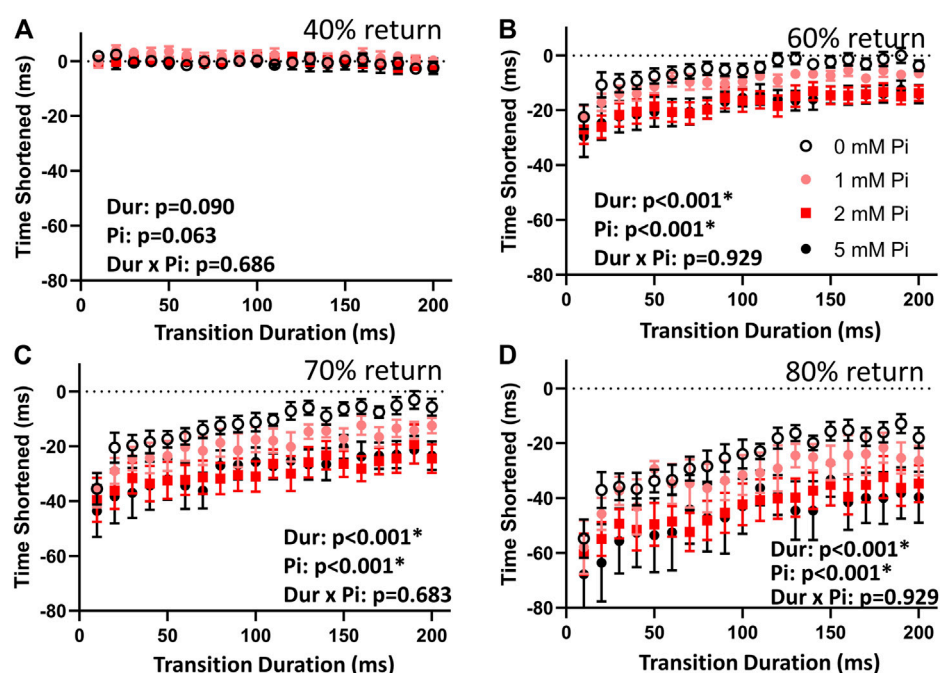 A
40% return
Time Shortened (ms)
20
0
-20
-40
-60
-80
Dur: p=0.090
Pi: p=0.063
Dur x Pi: p=0.686
0
50
100
150
200
Transition Duration (ms)
B
60% return
Time Shortened (ms)
20
0
-20
-40
-60
-80
0 mM Pi
1 mM Pi
2 mM Pi
5 mM Pi
Dur: p<0.001*
Pi: p<0.001*
Dur x Pi: p=0.929
0
50
100
150
200
Transition Duration (ms)
C
70% return
Time Shortened (ms)
0
-20
-40
-60
-80
Dur: p<0.001*
Pi: p<0.001*
Dur x Pi: p=0.683
0
50
100
150
200
Transition Duration (ms)
D
80% return
Time Shortened (ms)
0
-20
-40
-60
-80
Dur: p<0.001*
Pi: p<0.001*
Dur x Pi: p=0.929
0
50
100
150
200
Transition Duration (ms)